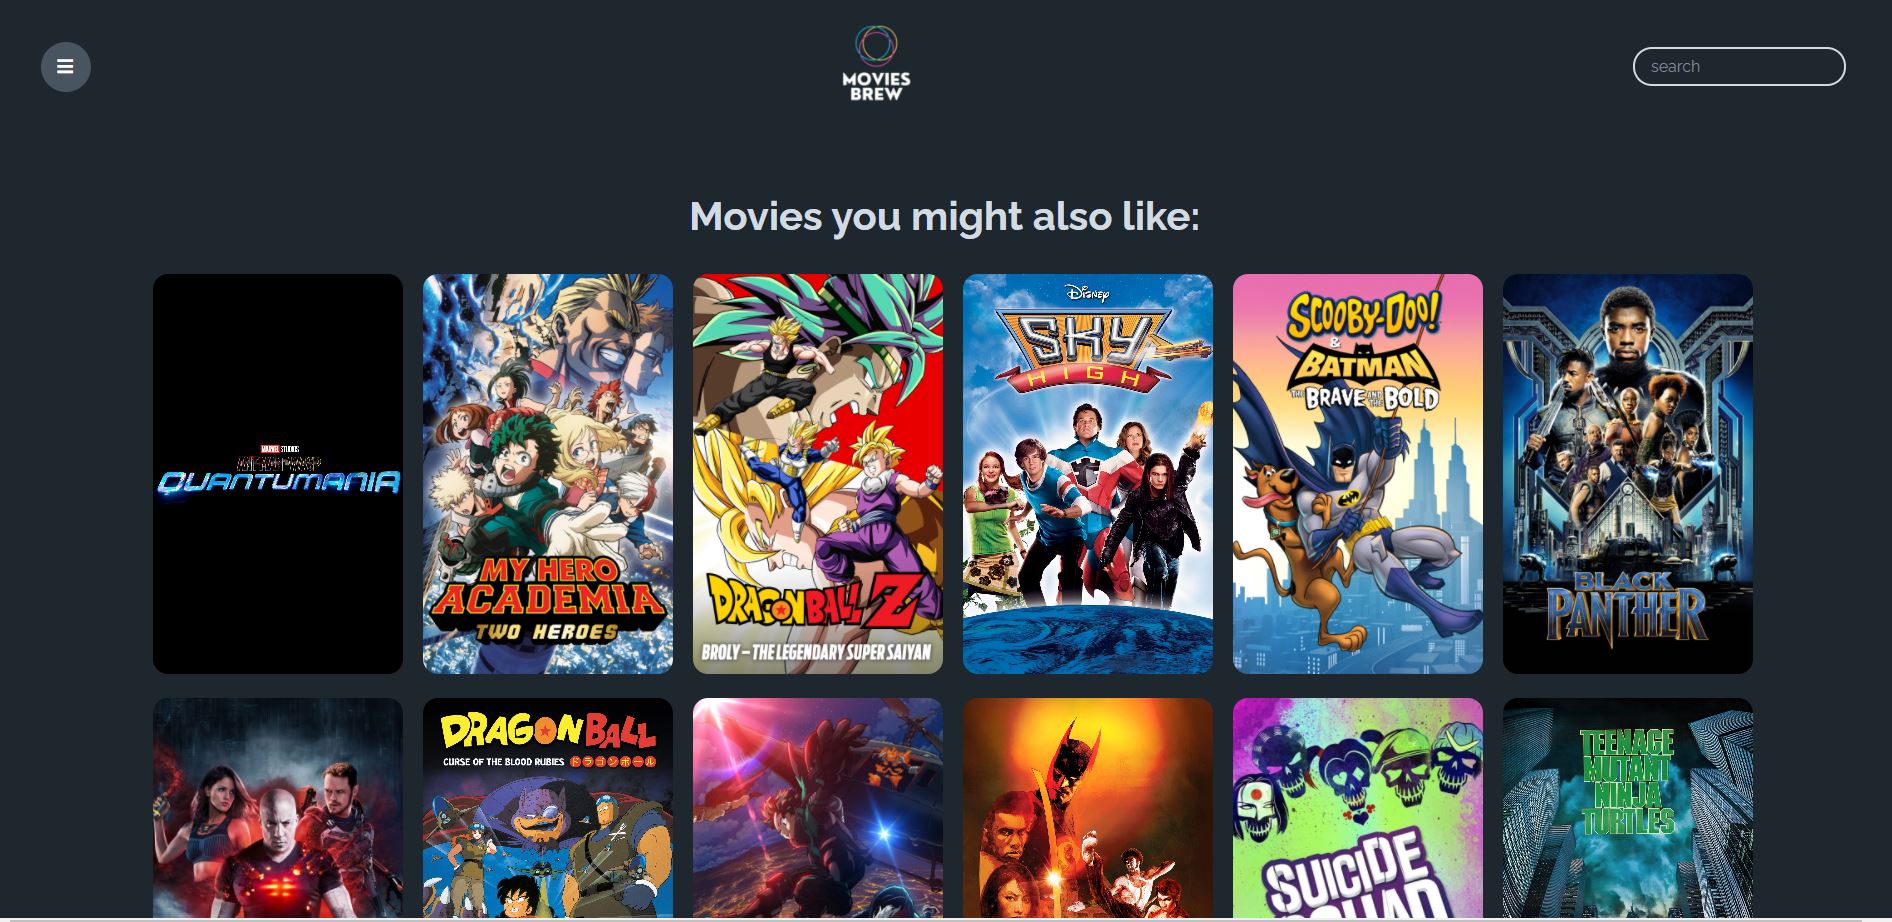 MOVIES
BREW
search
Movies you might also like:
MARVEL STUDIOS
QUANTUMANIA
MY HERO
ACADEMIA
TWO HEROES
DRAGON BALL Z
BROLY – THE LEGENDARY SUPER SAIYAN
Disney
SKY
HIGH
SCOOBY-DOO!
&
BATMAN
THE BRAVE AND THE BOLD
BLACK
PANTHER
DRAGON BALL
CURSE OF THE BLOOD RUBIES ドラゴンボール
SUICIDE
SQUAD
TEENAGE
MUTANT
NINJA
TURTLES